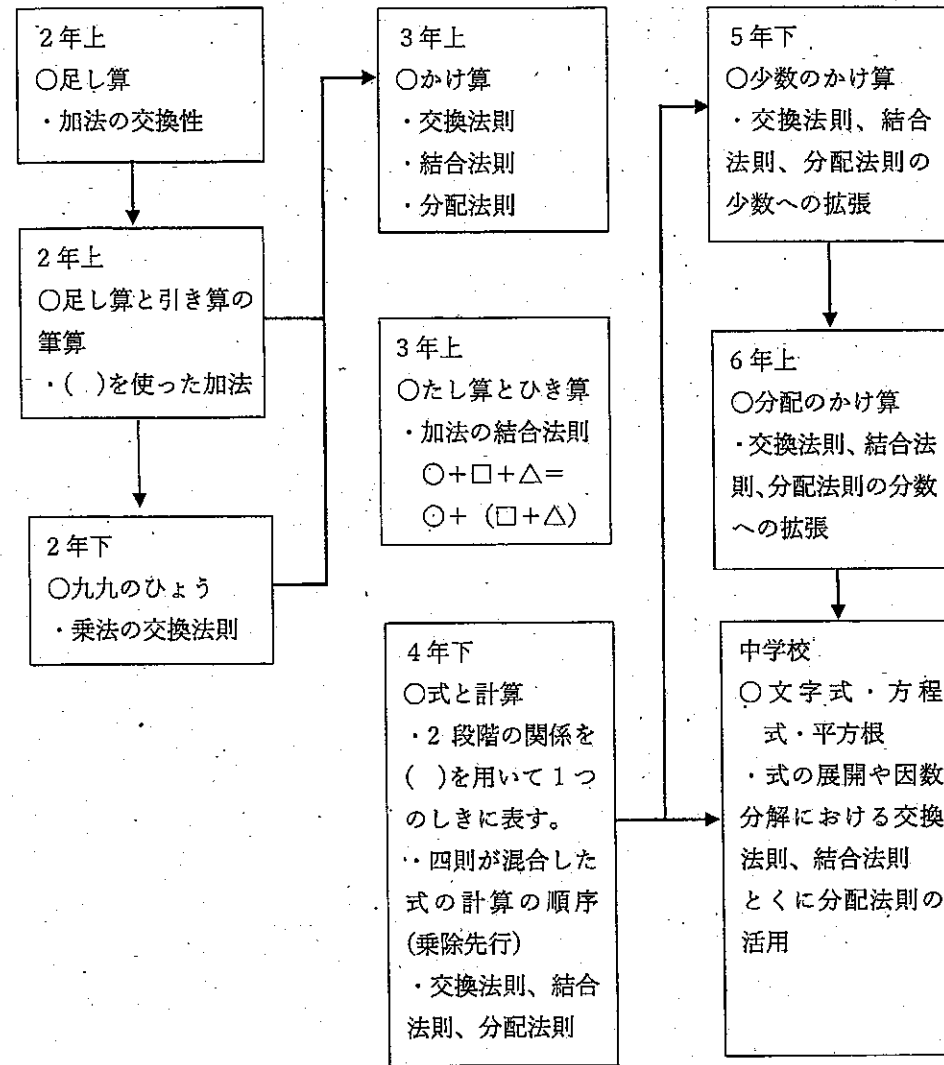 2年上
○足し算
・加法の交換性
2年上
○足し算と引き算の
筆算
・( )を使った加法
2年下
○九九のひょう
・乗法の交換法則
3年上
○かけ算
・交換法則
・結合法則
・分配法則
3年上
○たし算とひき算
・加法の結合法則
○+□+△=
○+(□+△)
4年下
○式と計算
・2段階の関係を
( )を用いて1つ
のしきに表す。
・四則が混合した
式の計算の順序
(乗除先行)
・交換法則、結合
法則、分配法則
5年下
○少数のかけ算
・交換法則、結合
法則、分配法則の
少数への拡張
6年上
○分配のかけ算
・交換法則、結合法
則、分配法則の分数
への拡張
中学校
○文字式・方程
式・平方根
・式の展開や因数
分解における交換
法則、結合法則
とくに分配法則の
活用